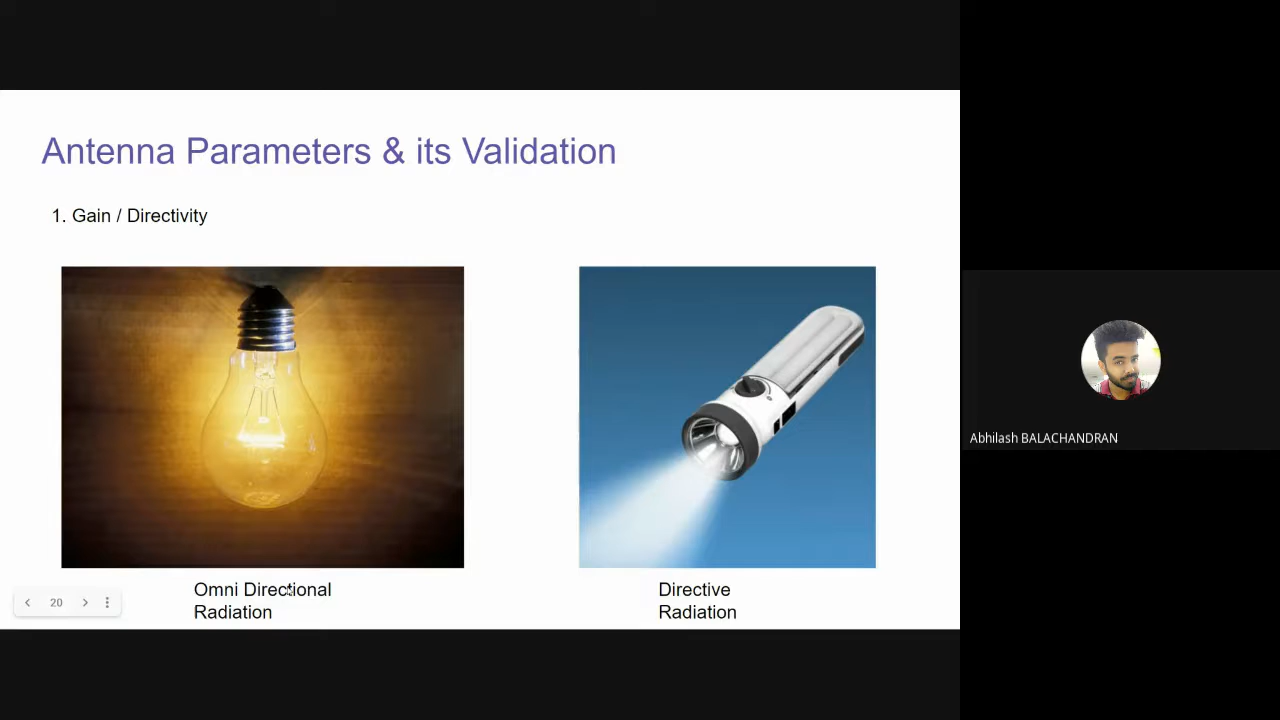 Antenna Parameters & its Validation
1. Gain / Directivity
Omni Directional
Radiation
Directive
Radiation
20
Abhilash BALACHANDRAN